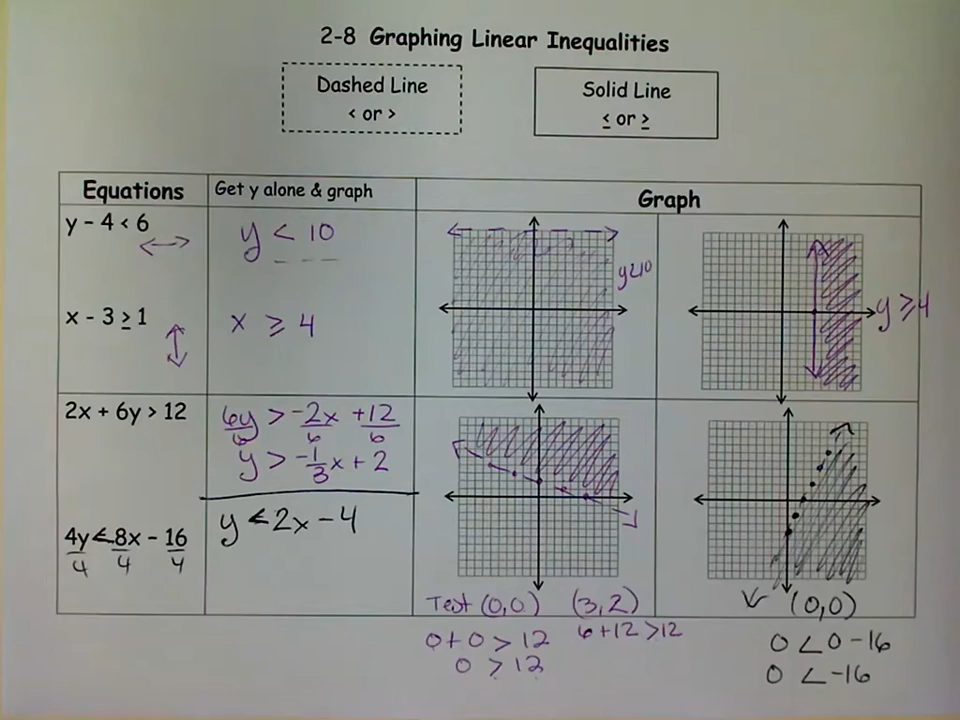 2-8 Graphing Linear Inequalities
Dashed Line
< or >
Solid Line
≤ or ≥
Equations
Get y alone & graph
Graph
y - 4 < 6
y < 10
y<10
x - 3 ≥ 1
x ≥ 4
y ≥ 4
2x + 6y > 12
6y/6 > -2x/6 + 12/6
y > -1/3x + 2
4y/4 ≤ 8x/4 - 16/4
y ≤ 2x - 4
Test (0,0) (3,2)
0 + 0 > 12 6 + 12 > 12
0 > 12
(0,0)
0 < 0 - 16
0 < -16